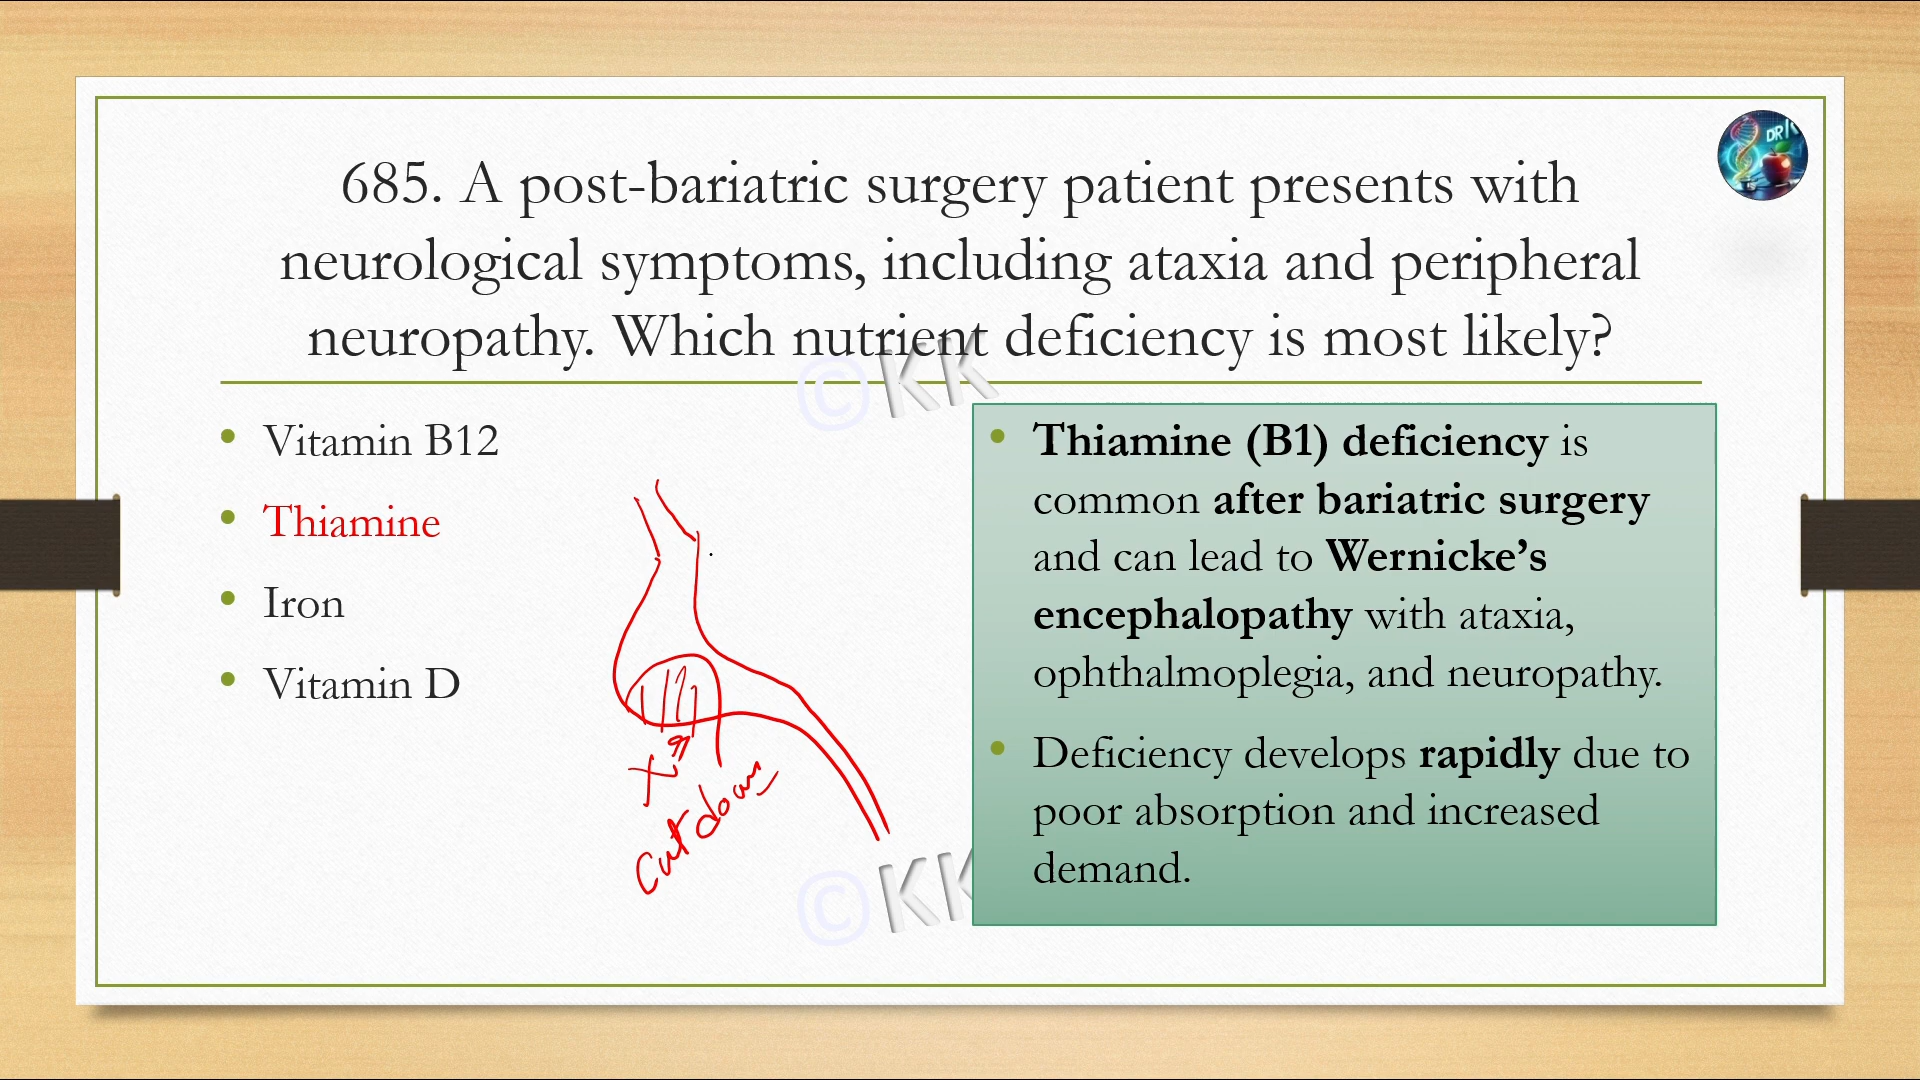 685. A post-bariatric surgery patient presents with
neurological symptoms, including ataxia and peripheral
neuropathy. Which nutrient deficiency is most likely?
©KK
• Vitamin B12
• Thiamine
• Iron
• Vitamin D
cut down
• Thiamine (B1) deficiency is
common after bariatric surgery
and can lead to Wernicke’s
encephalopathy with ataxia,
ophthalmoplegia, and neuropathy.
• Deficiency develops rapidly due to
poor absorption and increased
demand.
©KK